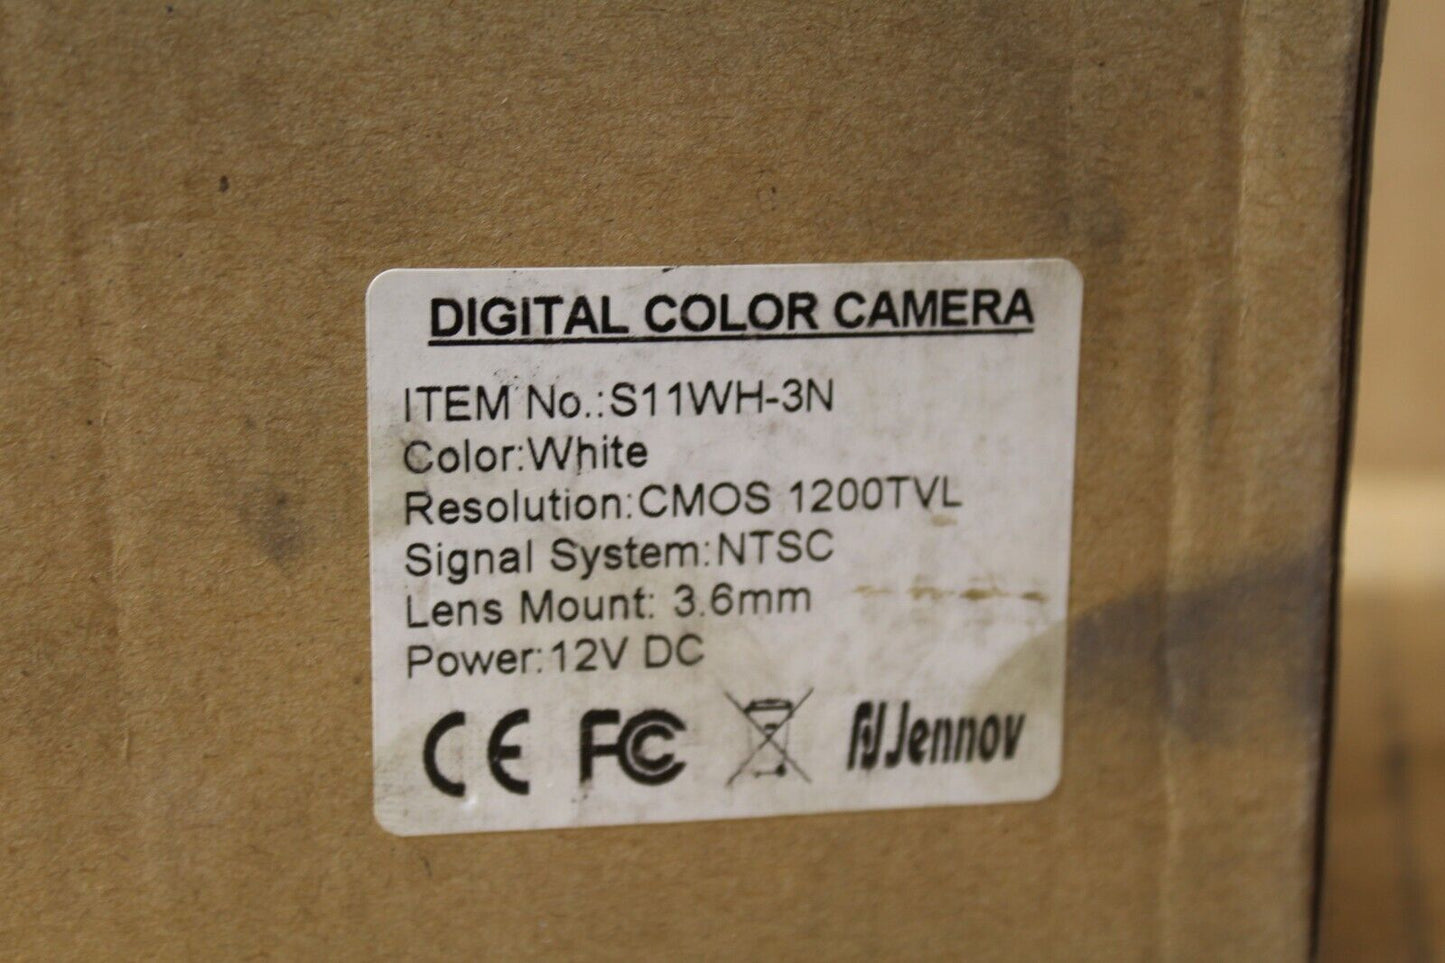 DIGITAL COLOR CAMERA
ITEM No.:S11WH-3N
Color:White
Resolution:CMOS 1200TVL
Signal System:NTSC
Lens Mount: 3.6mm
Power:12V DC
CE FC Jennov